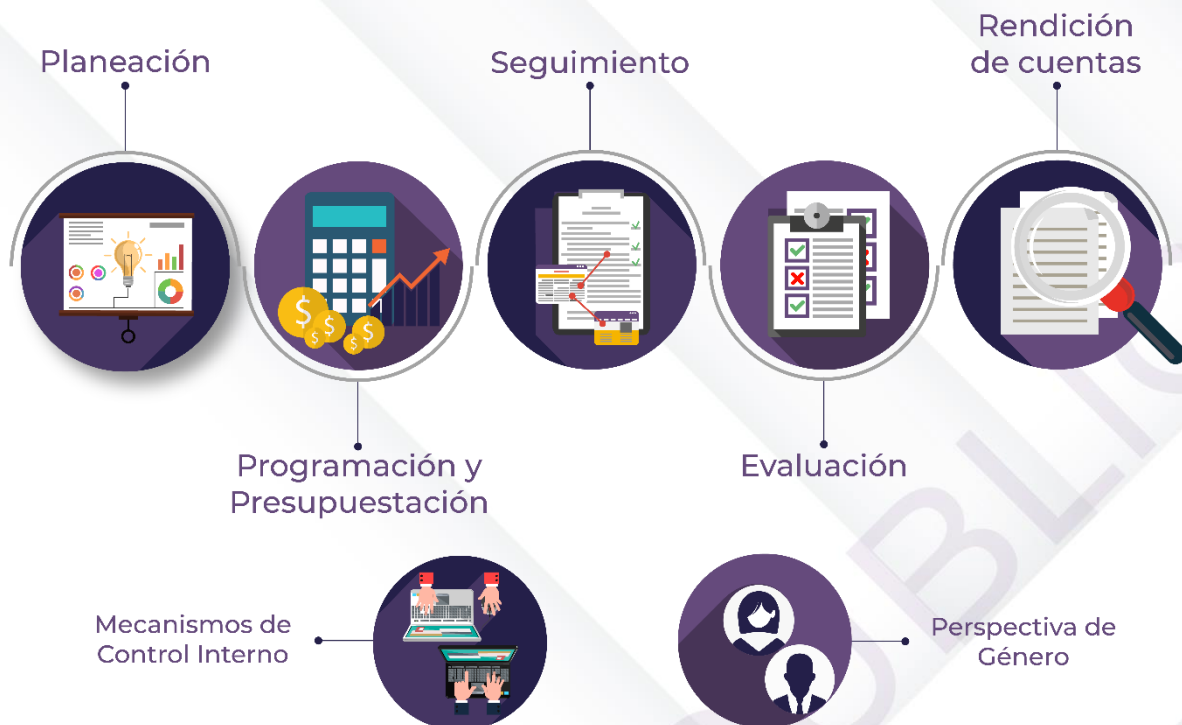 Planeación
Seguimiento
Rendición
de cuentas
Programación y
Presupuestación
Evaluación
Mecanismos de
Control Interno
Perspectiva de
Género